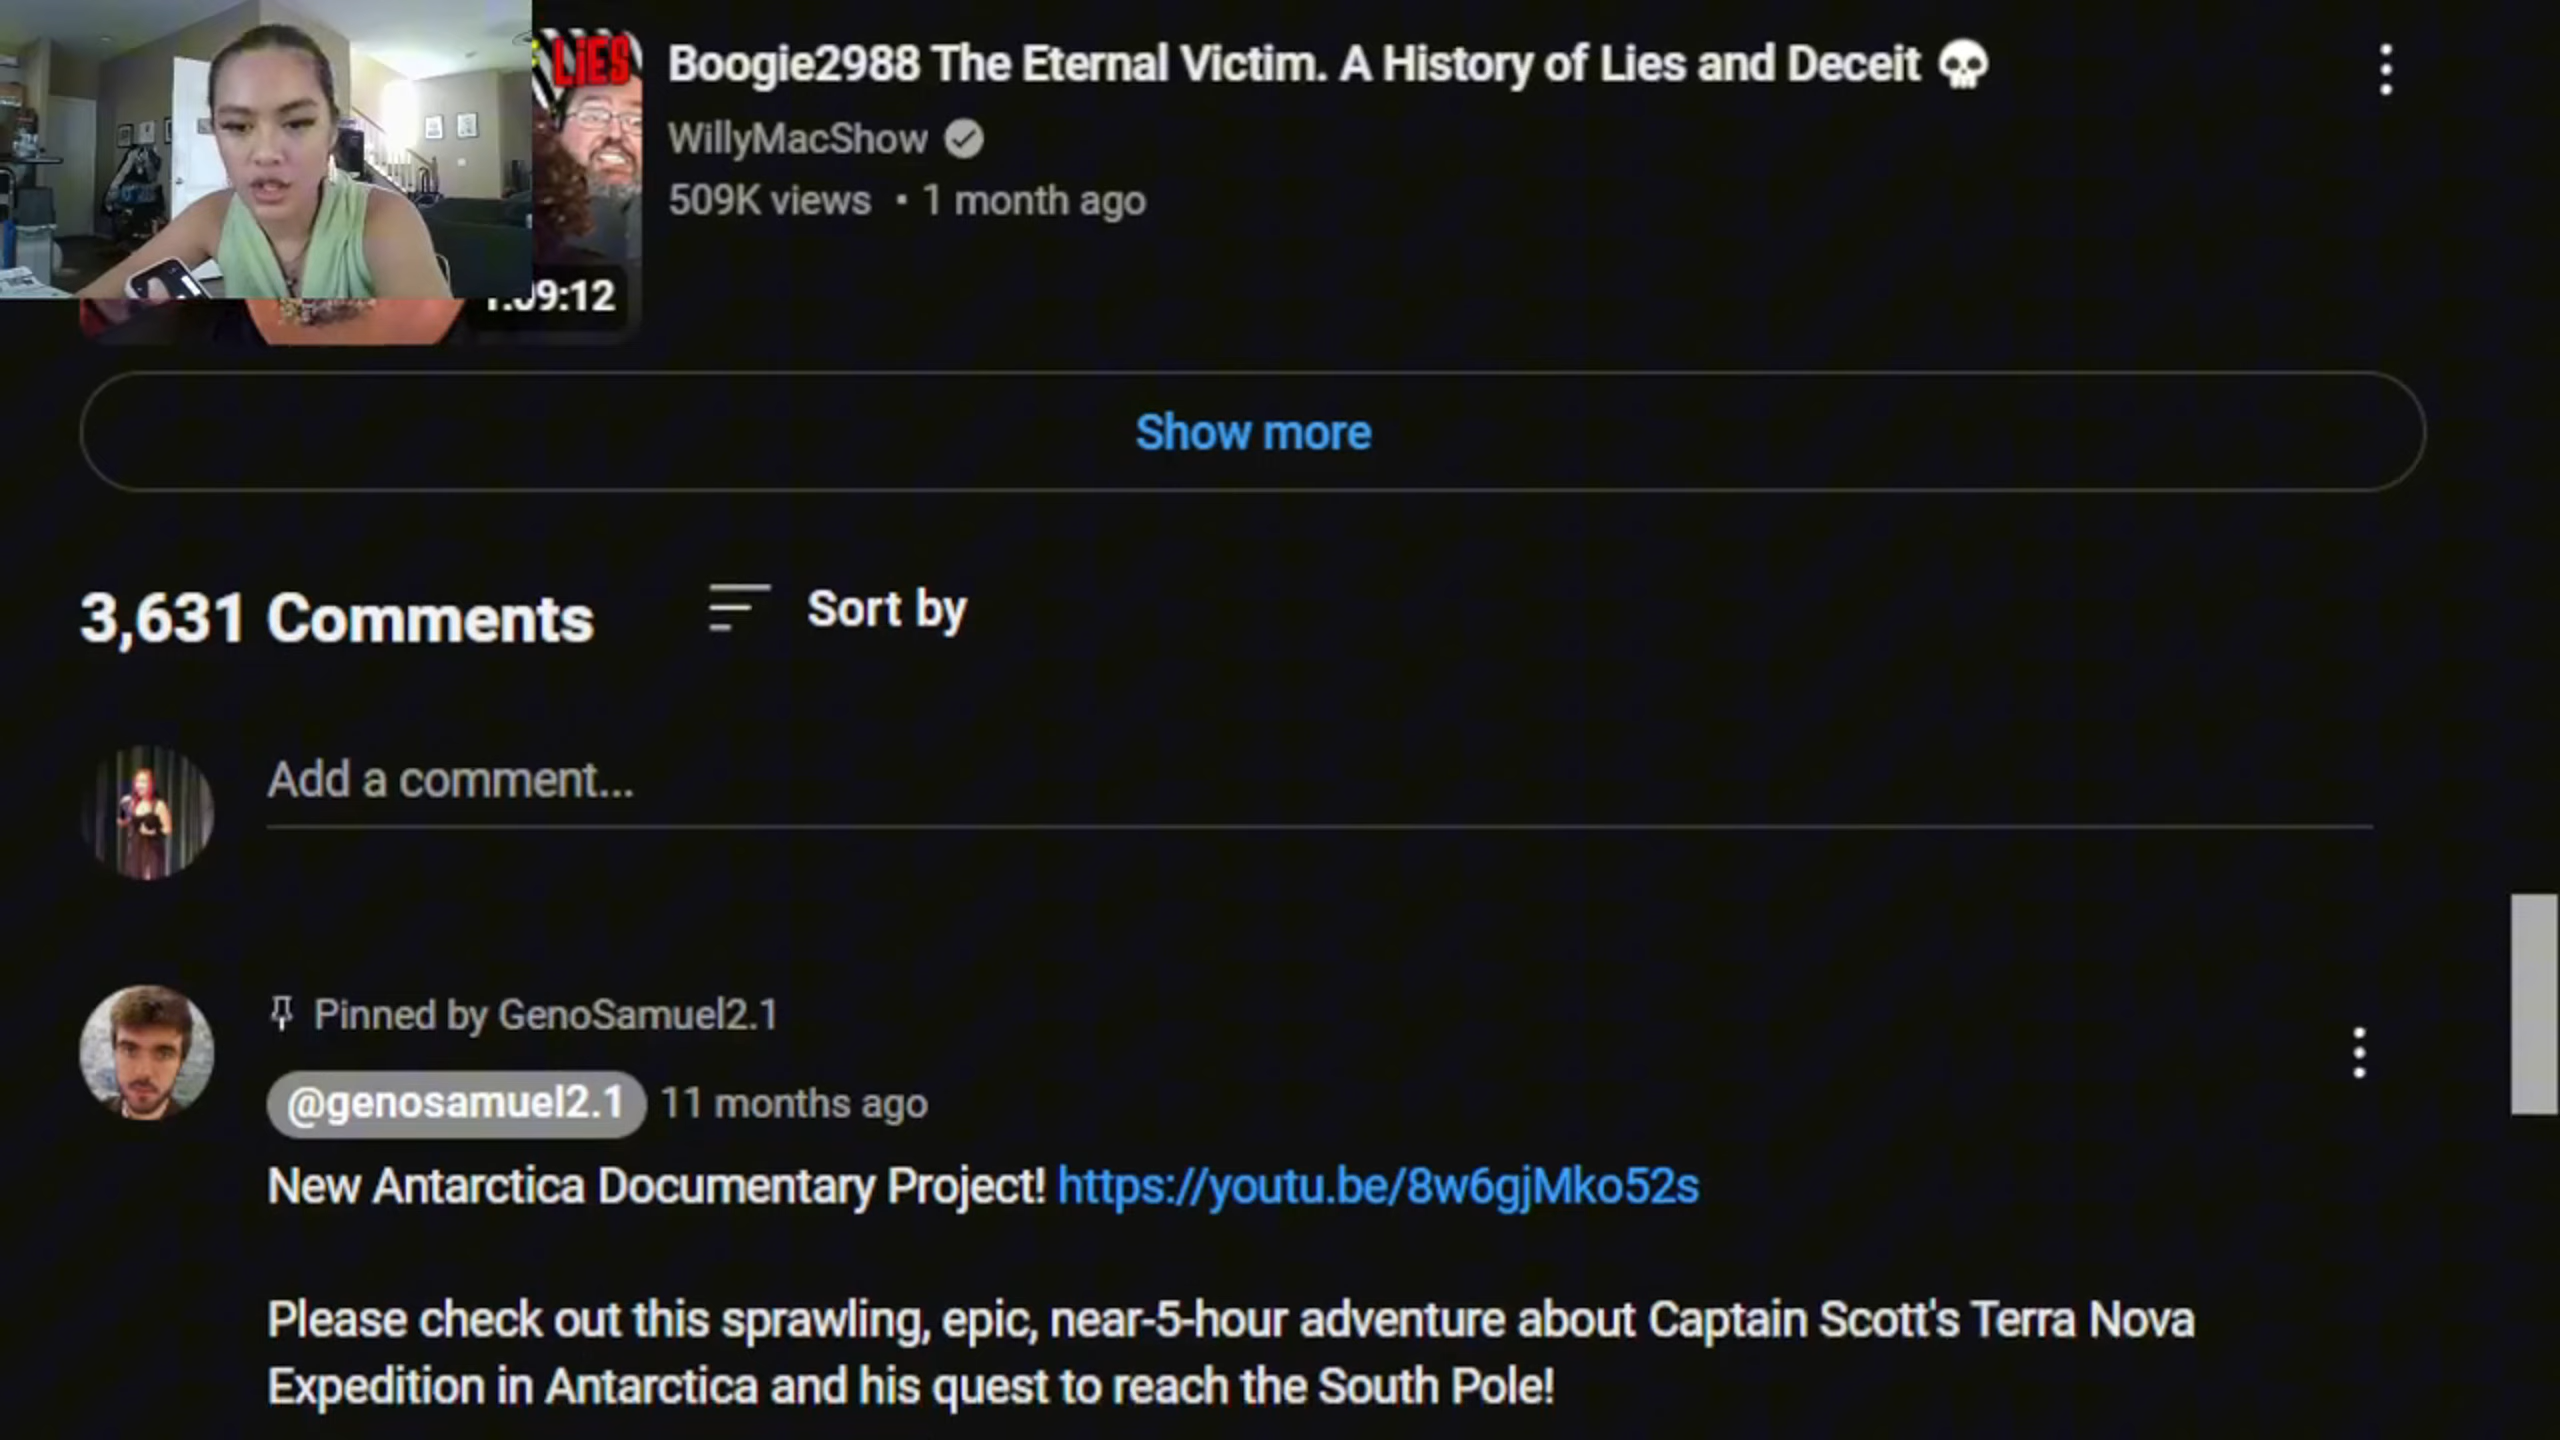 LiES
Boogie2988 The Eternal Victim. A History of Lies and Deceit 💀
WillyMacShow
509K views • 1 month ago
1:09:12
Show more
3,631 Comments
Sort by
Add a comment...
Pinned by GenoSamuel2.1
@genosamuel2.1 11 months ago
New Antarctica Documentary Project! https://youtu.be/8w6gjMko52s
Please check out this sprawling, epic, near-5-hour adventure about Captain Scott's Terra Nova
Expedition in Antarctica and his quest to reach the South Pole!